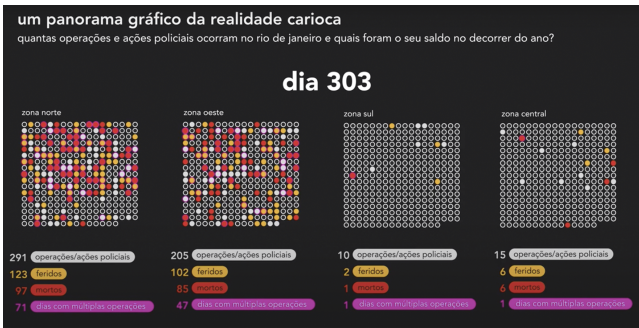 um panorama gráfico da realidade carioca
quantas operações e ações policiais ocorram no rio de janeiro e quais foram o seu saldo no decorrer do ano?
dia 303
zona norte
zona oeste
zona sul
zona central
291 operações/ações policiais
205 operações/ações policiais
10 operações/ações policiais
15 operações/ações policiais
123 feridos
102 feridos
2 feridos
6 feridos
97 mortos
85 mortos
1 mortos
6 mortos
71 dias com multiplas operações
47 dias com multiplas operações
1 dias com multiplas operações
1 dias com multiplas operações